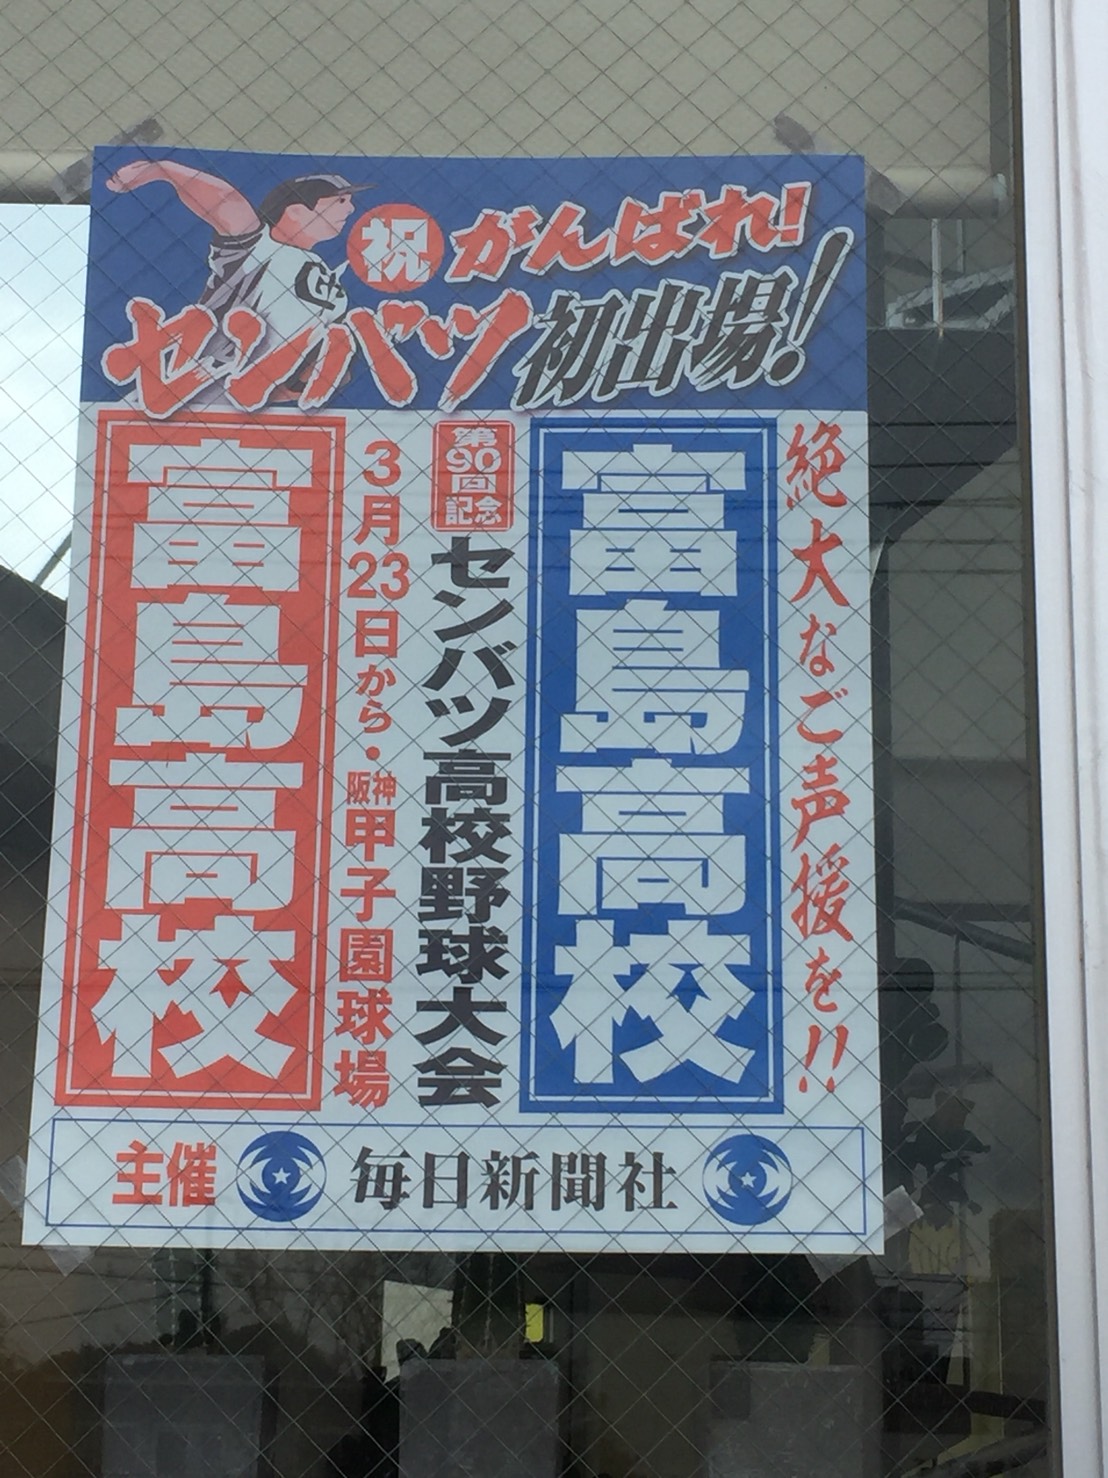 祝 がんばれ!
センバツ初出場!
絶大なご声援を!!
富島高校
第90回記念
センバツ高校野球大会
3月23日から・阪神甲子園球場
富島高校
主催 毎日新聞社